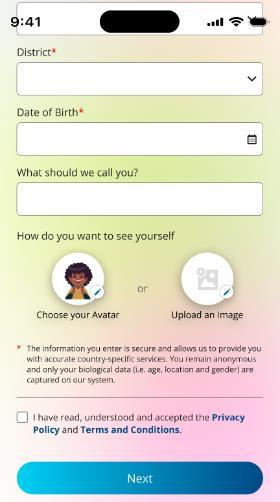 9:41
District*
Date of Birth*
What should we call you?
How do you want to see yourself
or
Choose your Avatar
Upload an Image
* The information you enter is secure and allows us to provide you
with accurate country-specific services. You remain anonymous
and only your biological data (i.e. age, location and gender) are
captured on our system.
I have read, understood and accepted the Privacy
Policy and Terms and Conditions.
Next